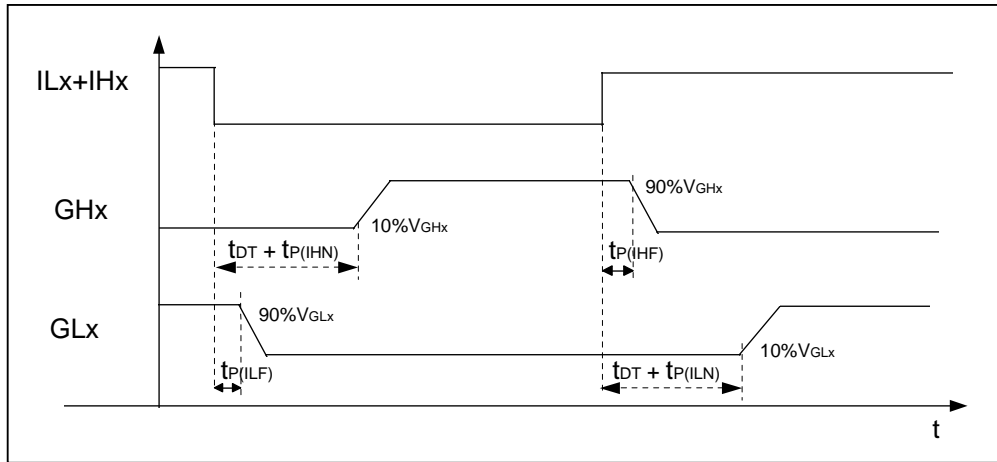 ILx+IHx
GHx
90%VGHx
10%VGHx
tDT + tP(IHN)
tP(IHF)
GLx
90%VGLx
10%VGLx
tP(ILF)
tDT + tP(ILN)
t